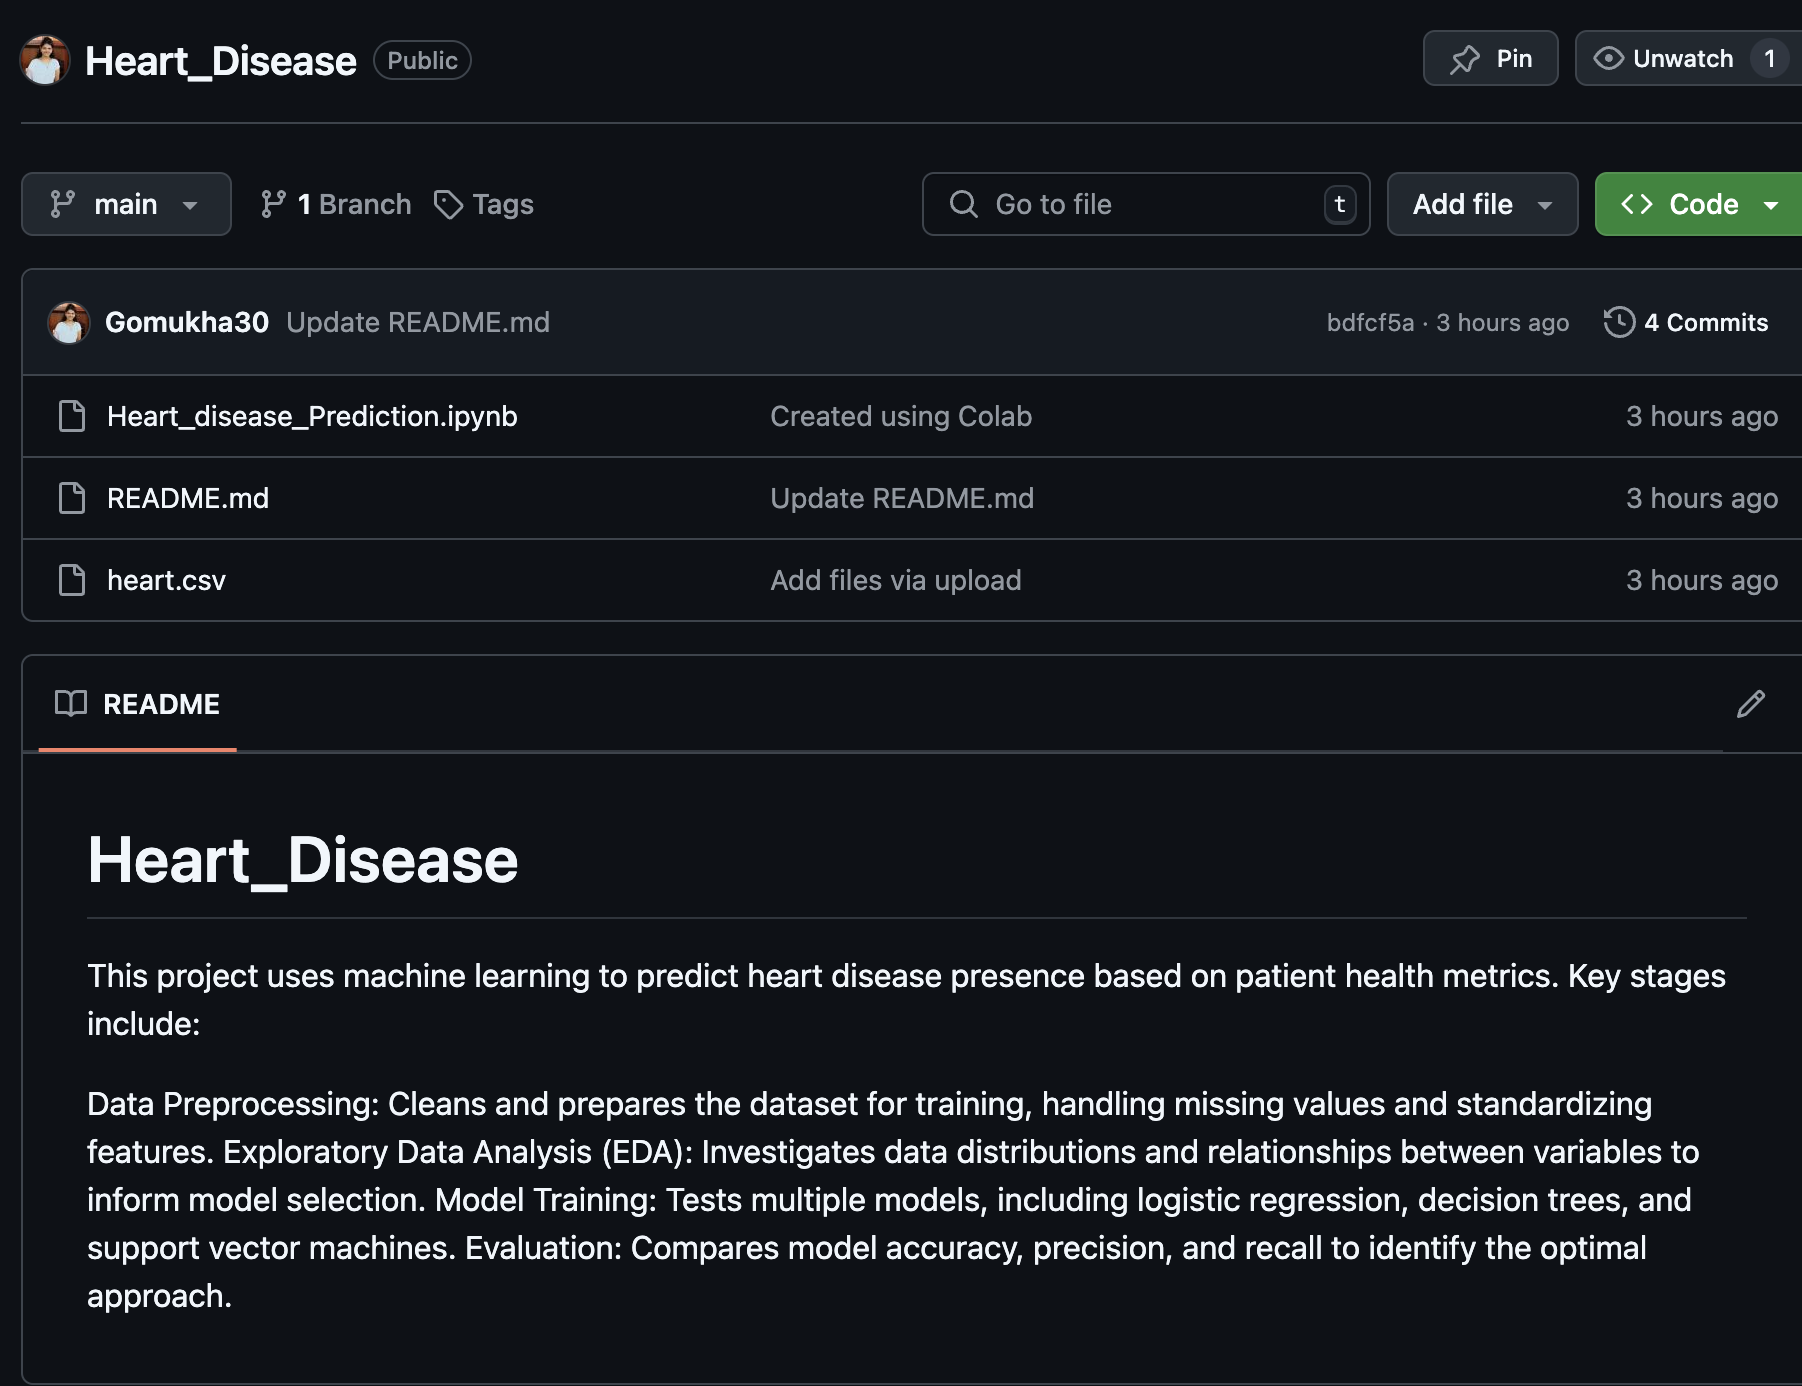 Heart_Disease Public Pin Unwatch 1
main 1 Branch Tags Go to file t Add file Code
Gomukha30 Update README.md bdfcf5a · 3 hours ago 4 Commits
Heart_disease_Prediction.ipynb Created using Colab 3 hours ago
README.md Update README.md 3 hours ago
heart.csv Add files via upload 3 hours ago
README
Heart_Disease
This project uses machine learning to predict heart disease presence based on patient health metrics. Key stages
include:
Data Preprocessing: Cleans and prepares the dataset for training, handling missing values and standardizing
features. Exploratory Data Analysis (EDA): Investigates data distributions and relationships between variables to
inform model selection. Model Training: Tests multiple models, including logistic regression, decision trees, and
support vector machines. Evaluation: Compares model accuracy, precision, and recall to identify the optimal
approach.